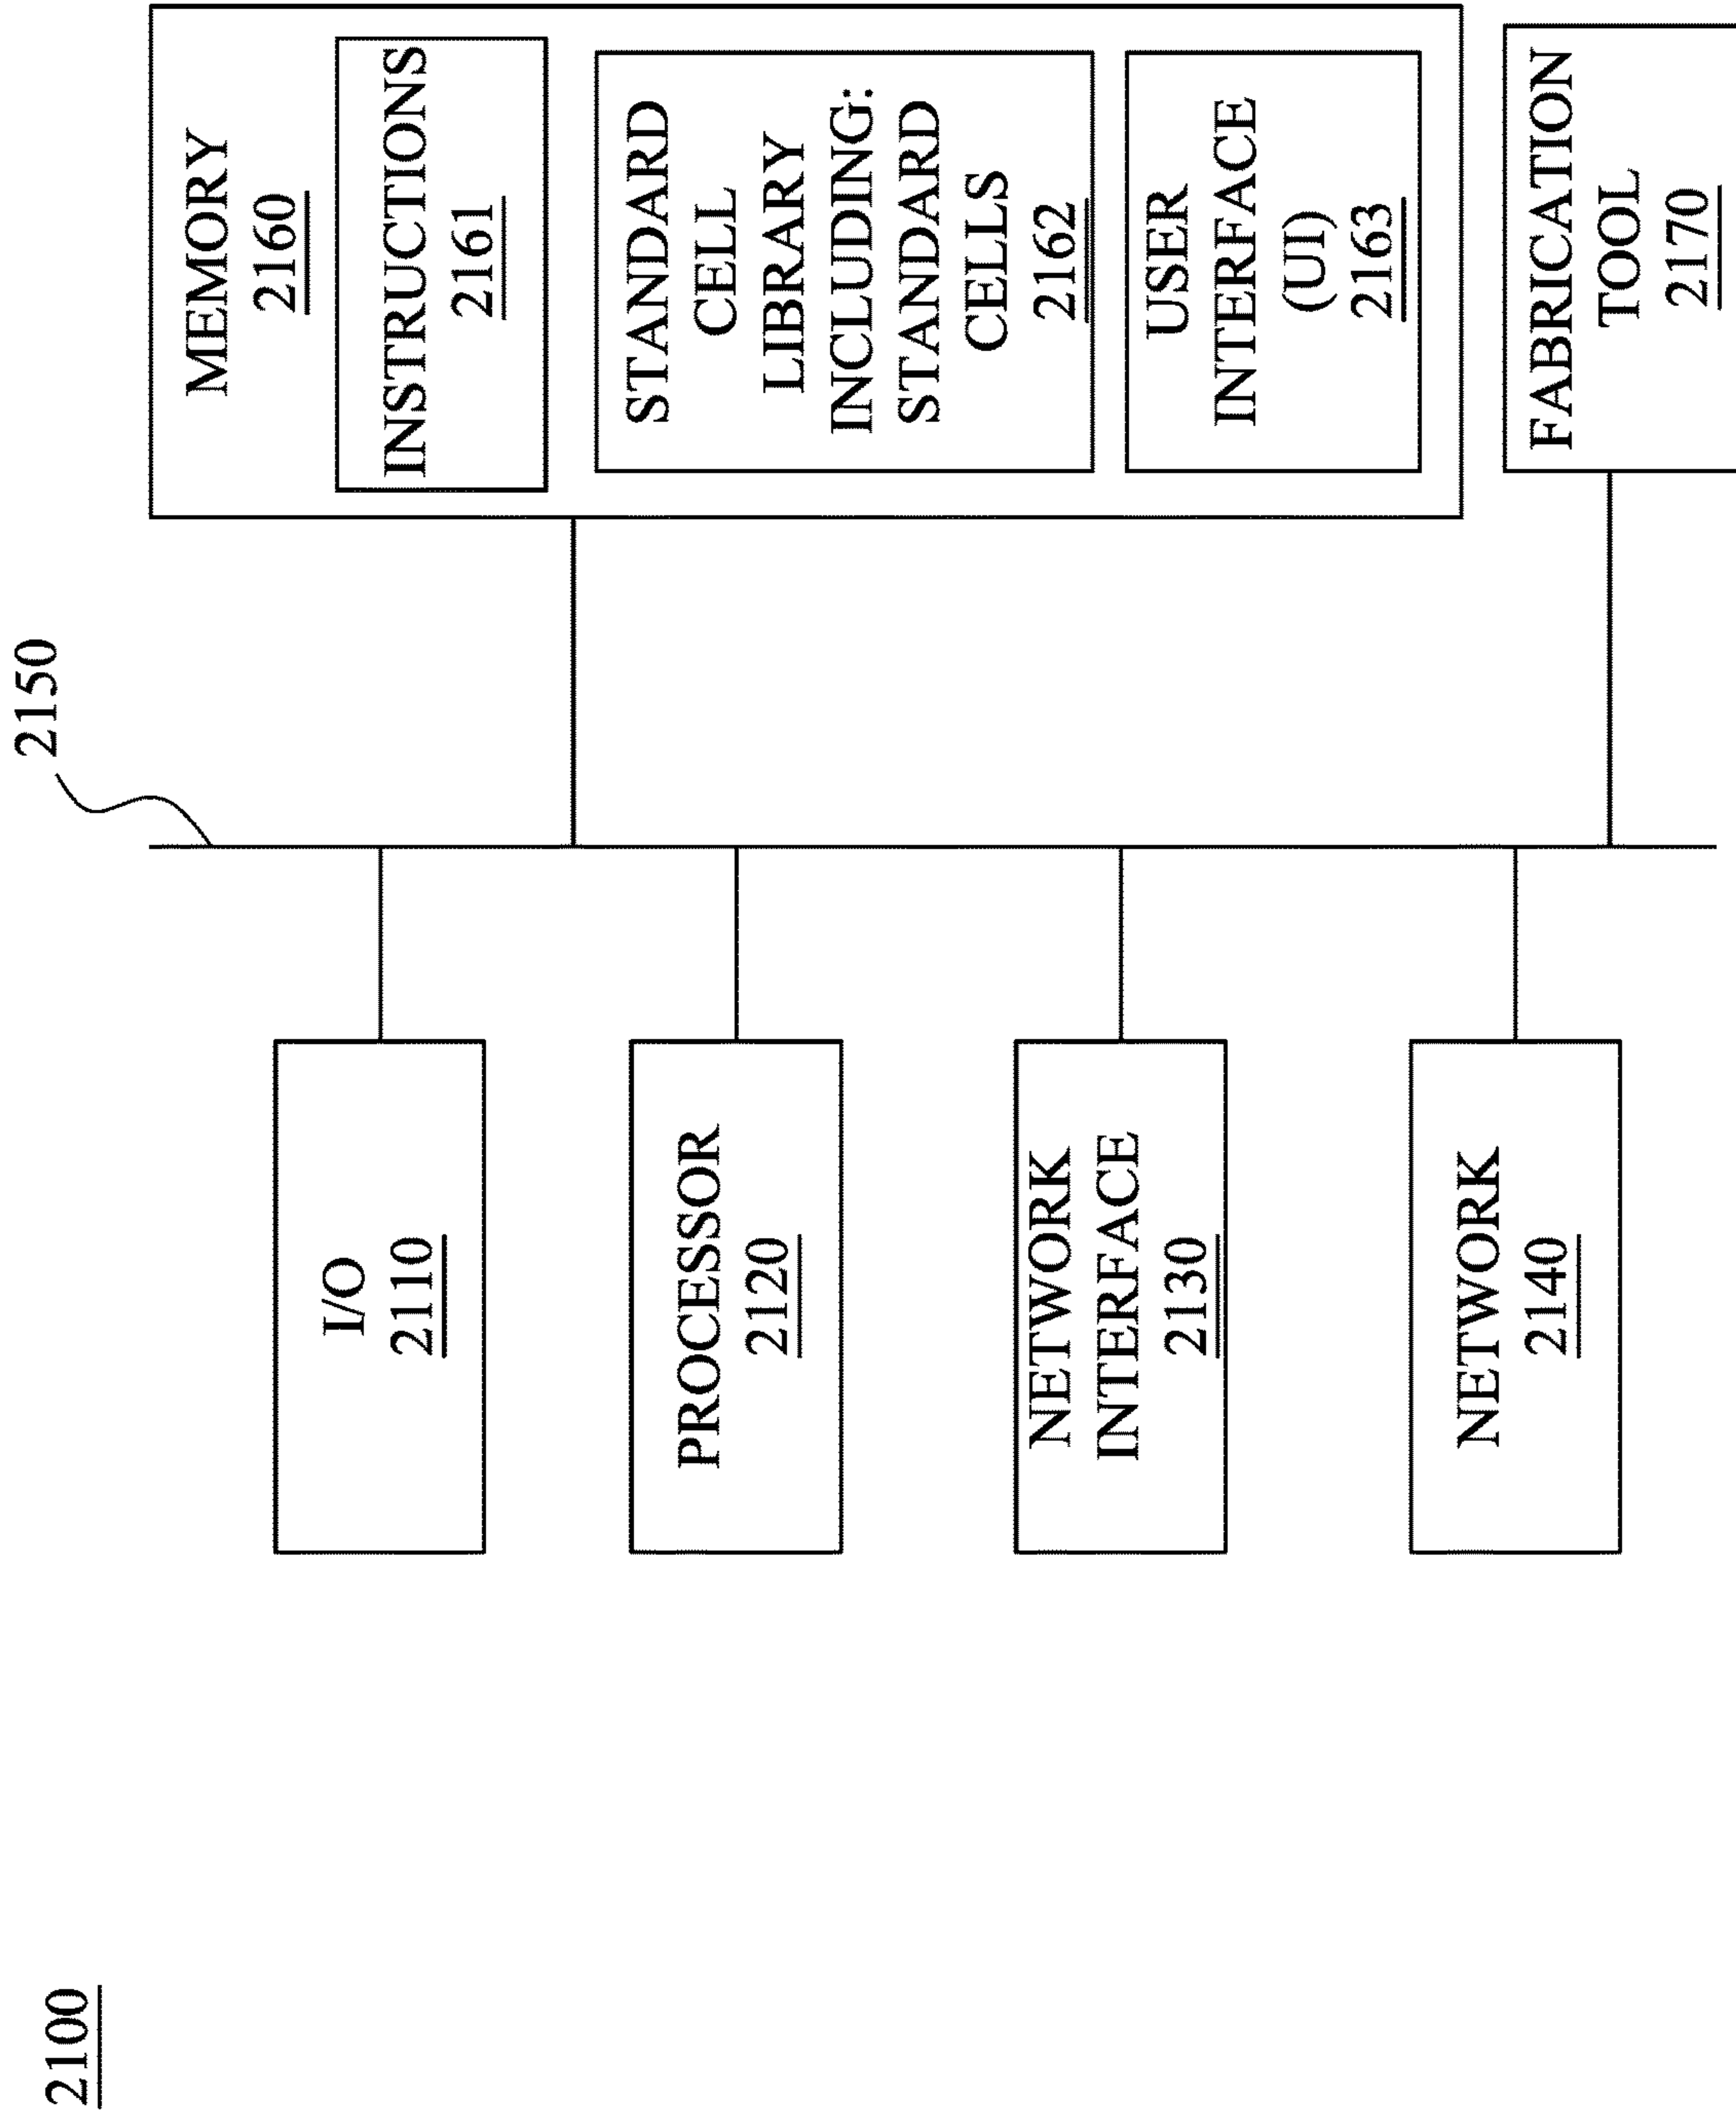 2100
2150
I/O
2110
PROCESSOR
2120
NETWORK
INTERFACE
2130
NETWORK
2140
MEMORY
2160
INSTRUCTIONS
2161
STANDARD
CELL
LIBRARY
INCLUDING:
STANDARD
CELLS
2162
USER
INTERFACE
(UI)
2163
FABRICATION
TOOL
2170